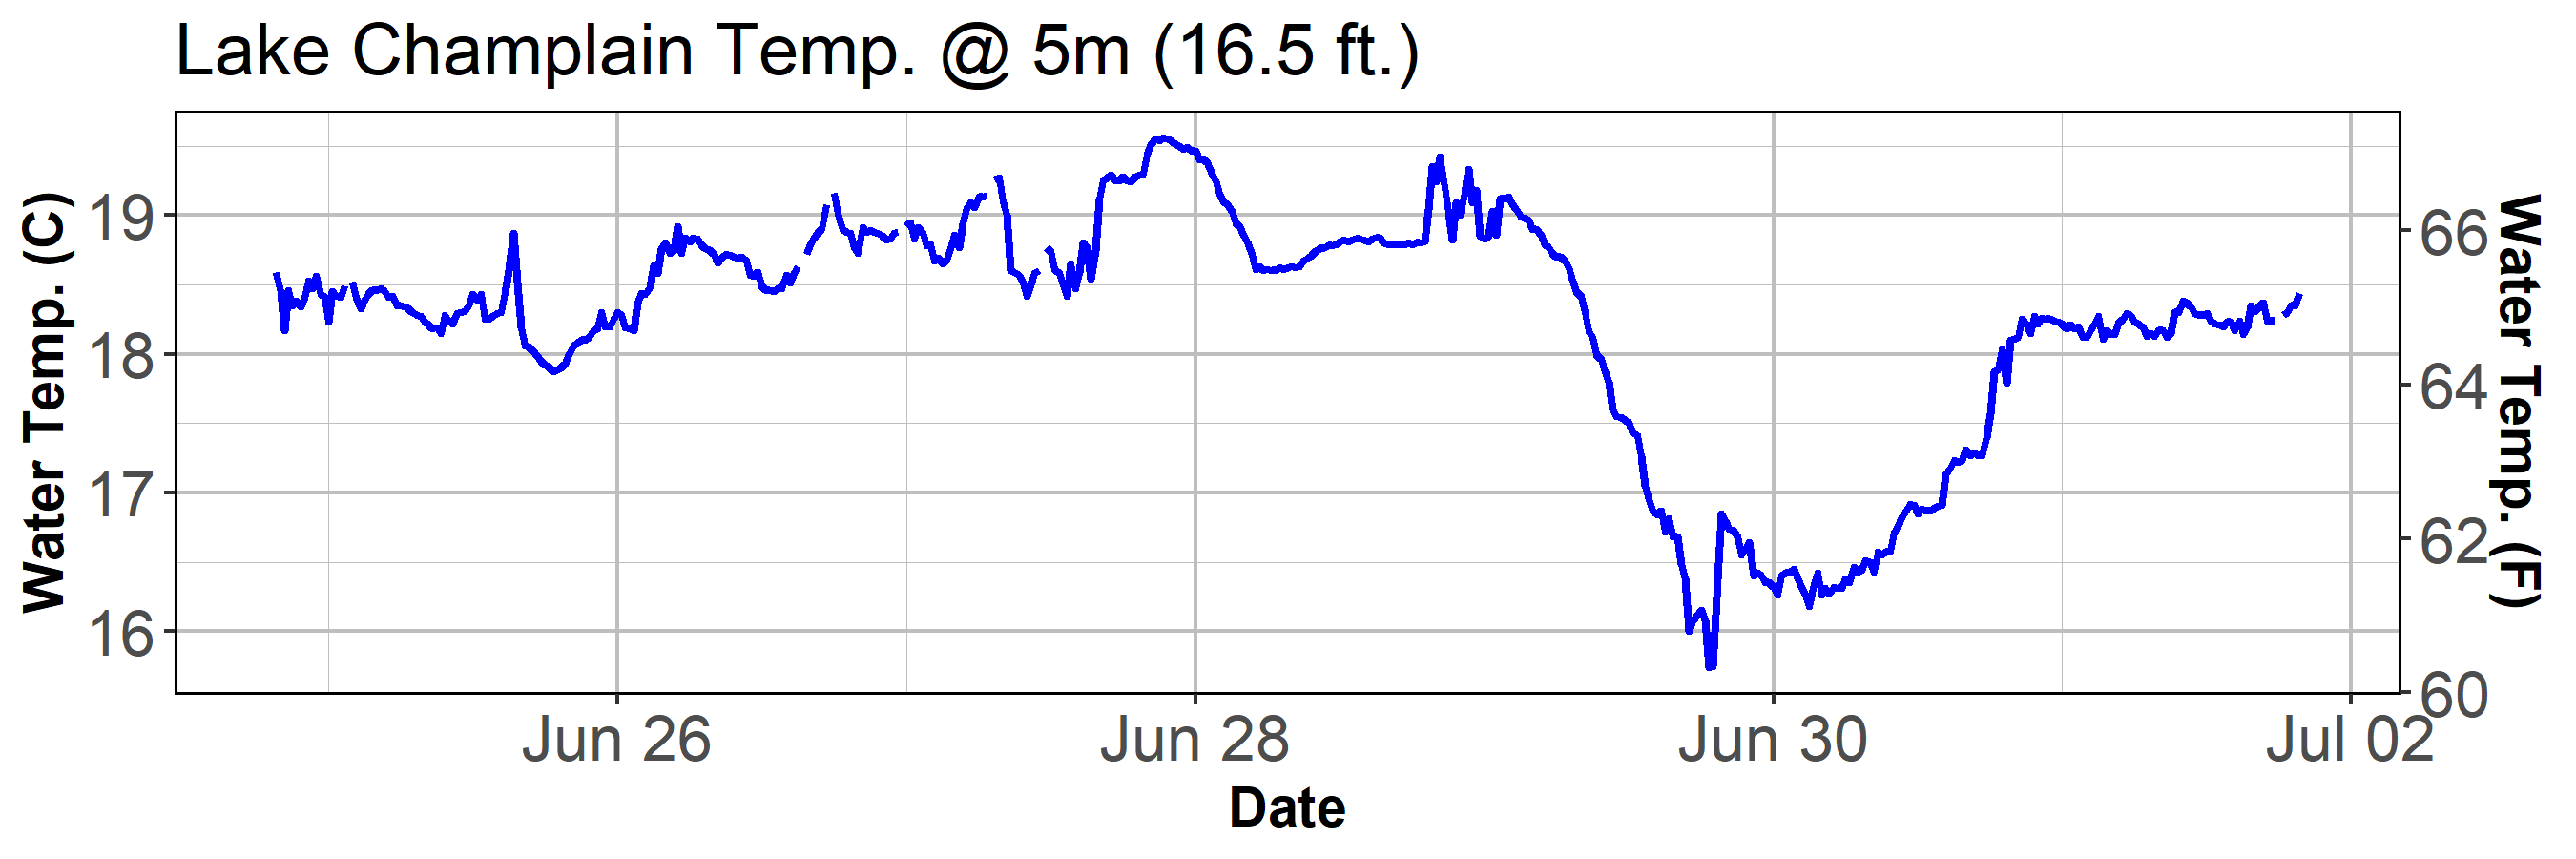 Lake Champlain Temp. @ 5m (16.5 ft.)
Water Temp. (C)
19
18
17
16
66
64
62
60
Water Temp. (F)
Jun 26
Jun 28
Jun 30
Jul 02
Date